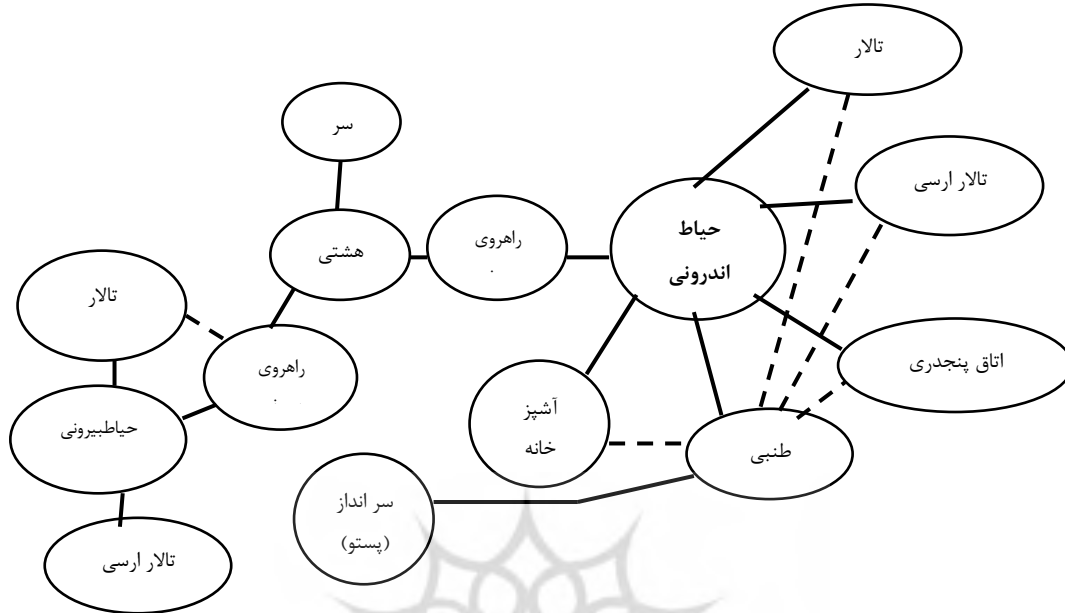 تالار
سر
تالار ارسی
حیاط
اندرونی
راهروی
.
هشتی
تالار
راهروی
.
اتاق پنجدری
آشپز
خانه
طنبی
حیاطبیرونی
سر انداز
(پستو)
تالار ارسی